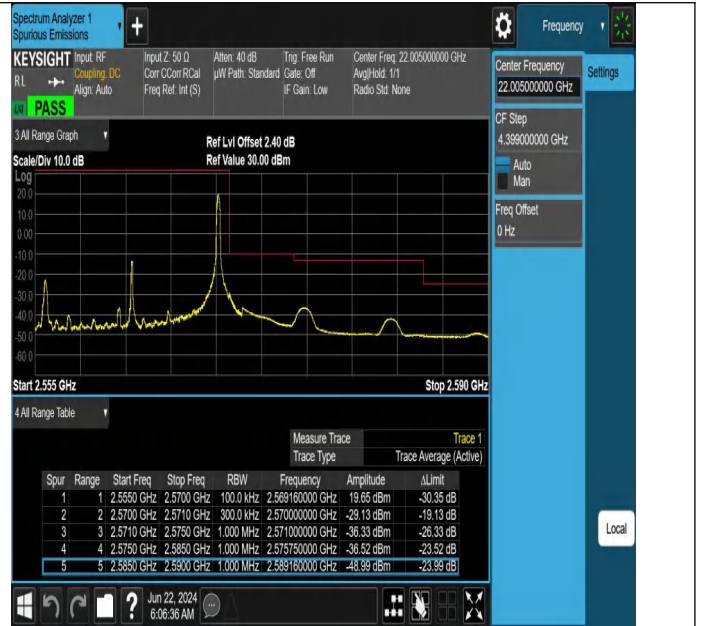 Spectrum Analyzer 1
Spurious Emissions
+
Frequency
KEYSIGHT
RL
LXI
PASS
Input: RF
Coupling: DC
Align: Auto
Input Z: 50 Ω
Corr CCorr RCal
Freq Ref: Int (S)
Atten: 40 dB
µW Path: Standard
Trig: Free Run
Gate: Off
IF Gain: Low
Center Freq: 22.005000000 GHz
Avg|Hold: 1/1
Radio Std: None
Center Frequency
22.005000000 GHz
Settings
CF Step
4.399000000 GHz
Auto
Man
Freq Offset
0 Hz
Local
3 All Range Graph
Scale/Div 10.0 dB
Ref Lvl Offset 2.40 dB
Ref Value 30.00 dBm
Log
20.0
10.0
0.00
-10.0
-20.0
-30.0
-40.0
-50.0
-60.0
Start 2.555 GHz Stop 2.590 GHz
4 All Range Table
Measure Trace Trace 1
Trace Type Trace Average (Active)
Spur Range Start Freq Stop Freq RBW Frequency Amplitude ΔLimit
1 1 2.5550 GHz 2.5700 GHz 100.0 kHz 2.569160000 GHz 19.65 dBm -30.35 dB
2 2 2.5700 GHz 2.5710 GHz 300.0 kHz 2.570000000 GHz -29.13 dBm -19.13 dB
3 3 2.5710 GHz 2.5750 GHz 1.000 MHz 2.571000000 GHz -36.33 dBm -26.33 dB
4 4 2.5750 GHz 2.5850 GHz 1.000 MHz 2.575750000 GHz -36.52 dBm -23.52 dB
5 5 2.5850 GHz 2.5900 GHz 1.000 MHz 2.589160000 GHz -48.99 dBm -23.99 dB
?
Jun 22, 2024
6:06:36 AM